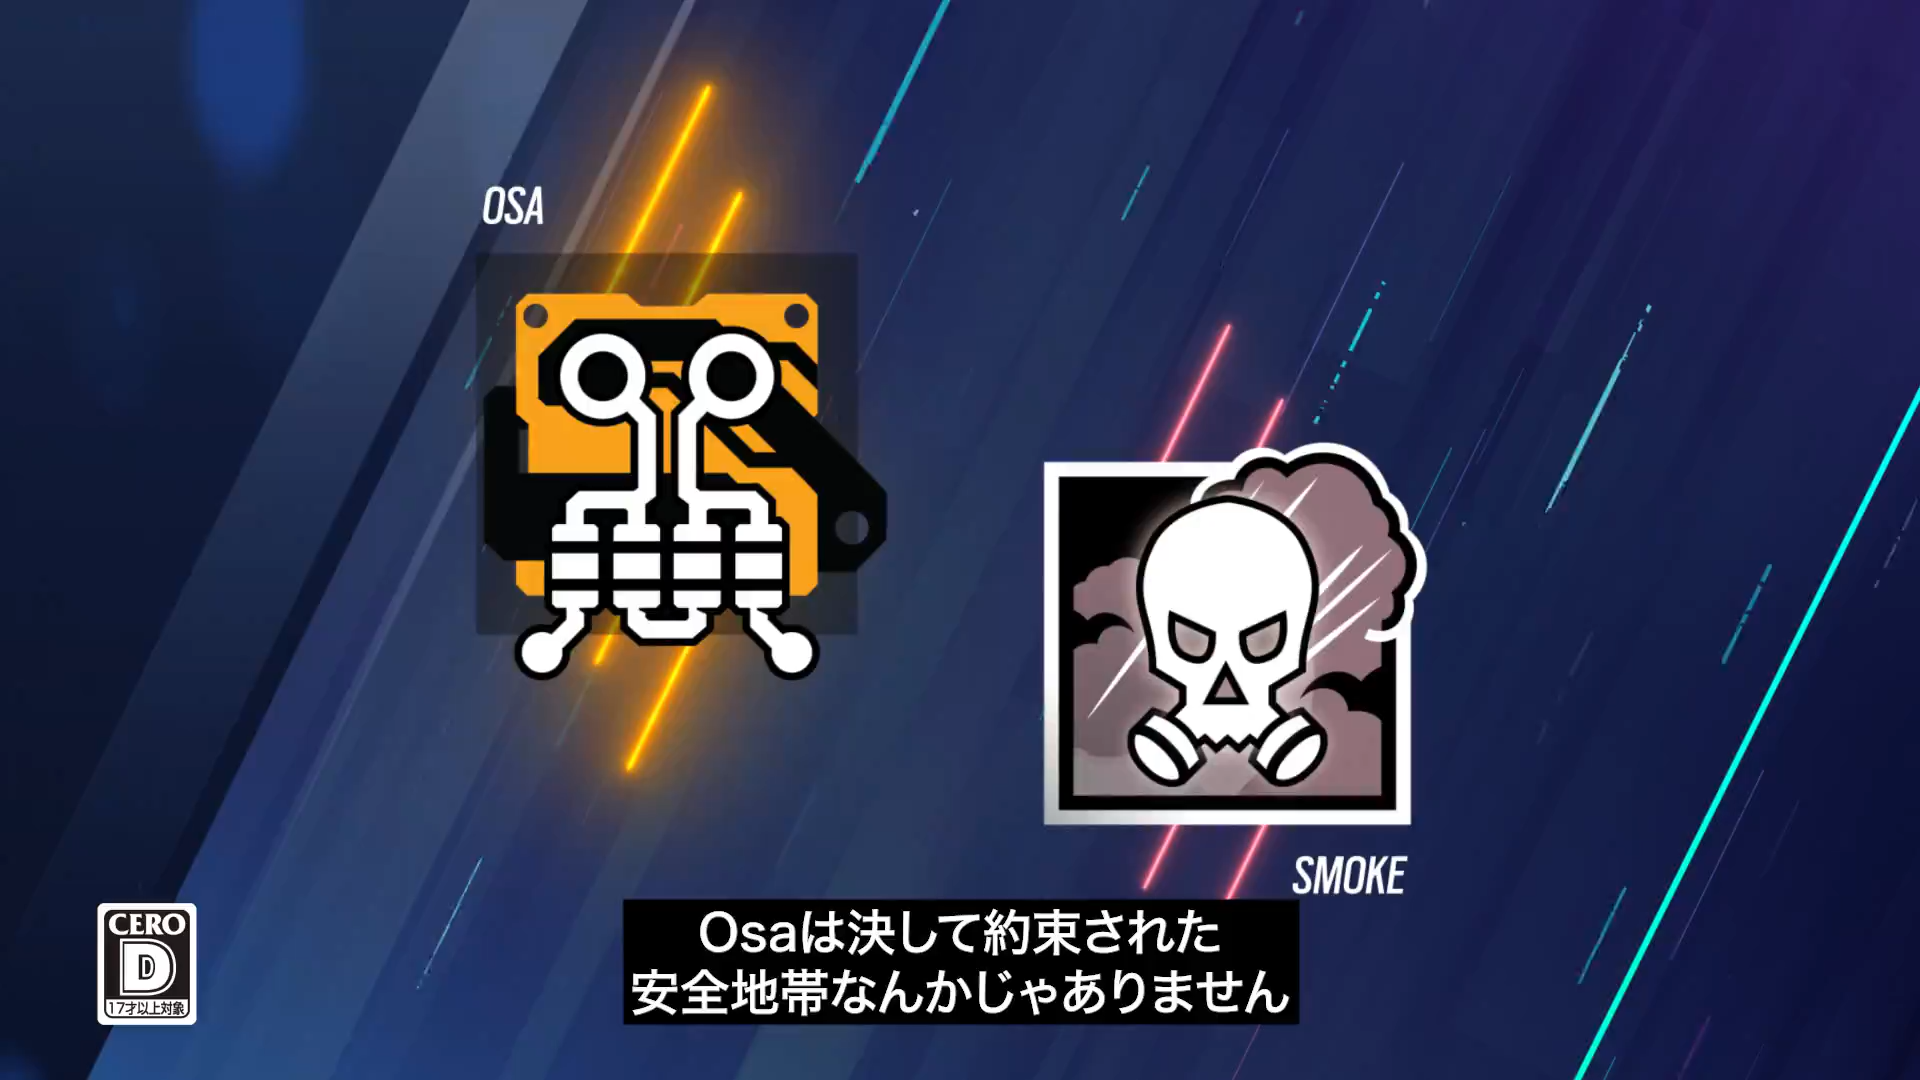 OSA
SMOKE
Osaは決して約束された
安全地帯なんかじゃありません
CERO
D
17才以上対象